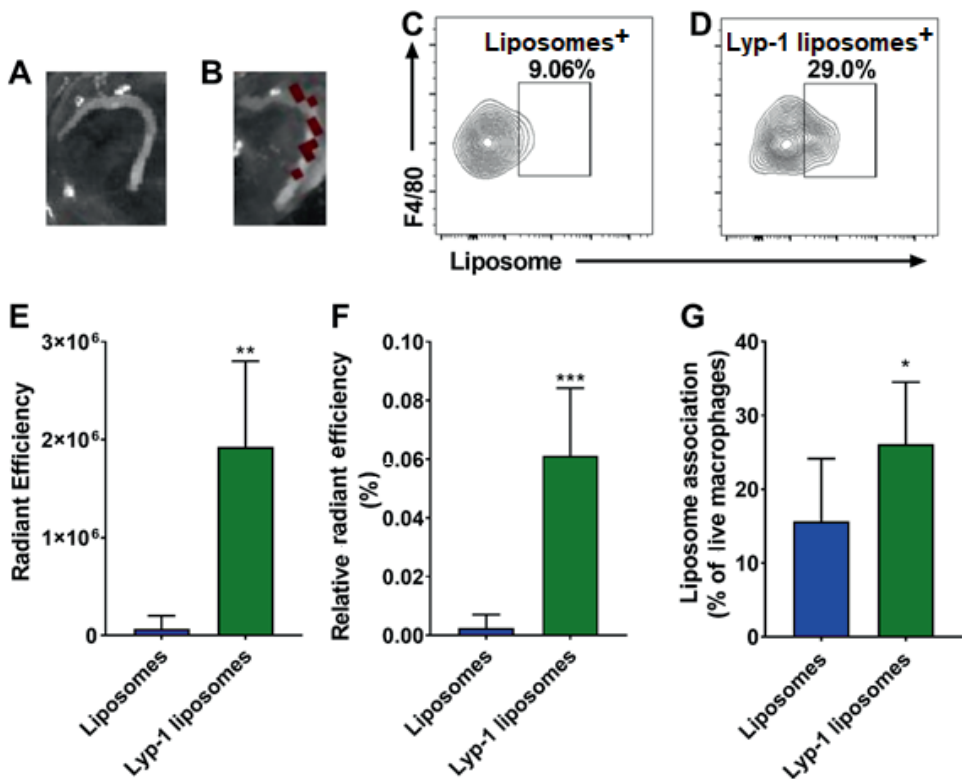 A
B
C
D
Liposomes+
9.06%
Lyp-1 liposomes+
29.0%
F4/80
Liposome
E
F
G
Radiant Efficiency
3×10⁶
2×10⁶
1×10⁶
0
**
Liposomes
Lyp-1 liposomes
Relative radiant efficiency
(%)
0.10
0.08
0.06
0.04
0.02
0.00
***
Liposomes
Lyp-1 liposomes
Liposome association
(% of live macrophages)
40
30
20
10
0
*
Liposomes
Lyp-1 liposomes